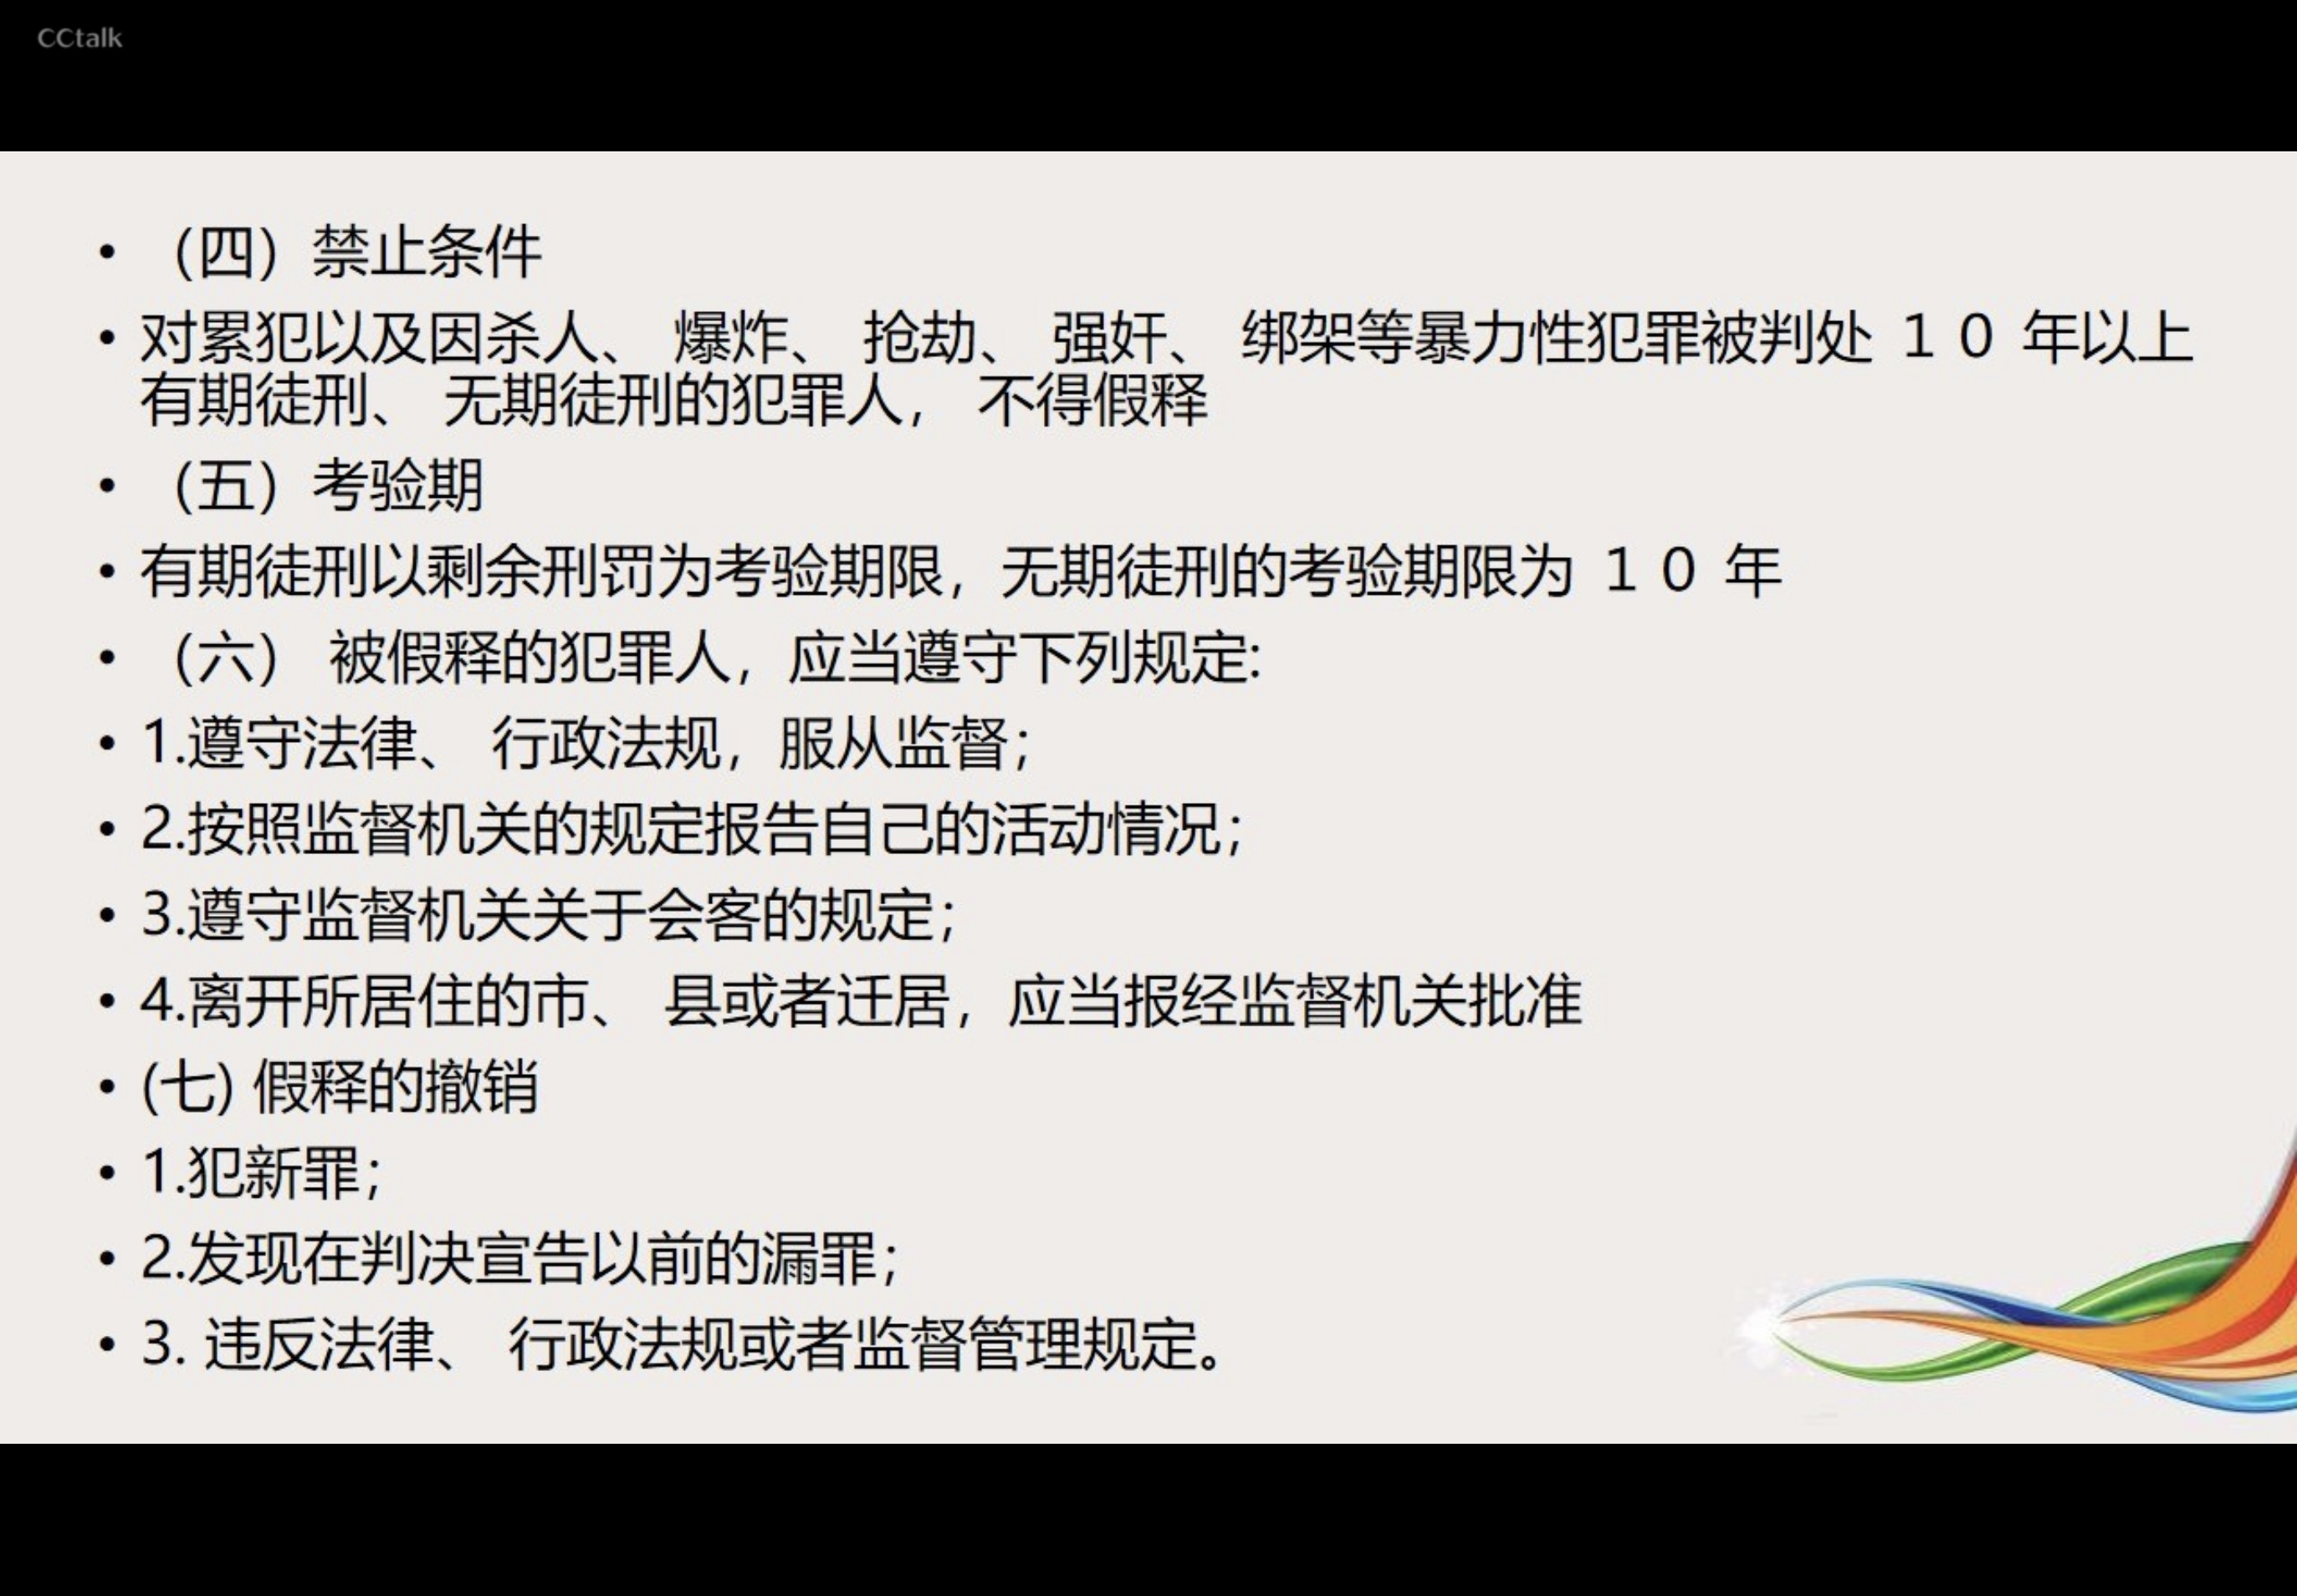 CCtalk
• （四）禁止条件
• 对累犯以及因杀人、 爆炸、 抢劫、 强奸、 绑架等暴力性犯罪被判处 １０ 年以上
有期徒刑、 无期徒刑的犯罪人， 不得假释
• （五）考验期
• 有期徒刑以剩余刑罚为考验期限，无期徒刑的考验期限为 １０ 年
• （六） 被假释的犯罪人，应当遵守下列规定:
• 1.遵守法律、 行政法规，服从监督；
• 2.按照监督机关的规定报告自己的活动情况；
• 3.遵守监督机关关于会客的规定；
• 4.离开所居住的市、 县或者迁居，应当报经监督机关批准
• (七) 假释的撤销
• 1.犯新罪；
• 2.发现在判决宣告以前的漏罪；
• 3. 违反法律、 行政法规或者监督管理规定。